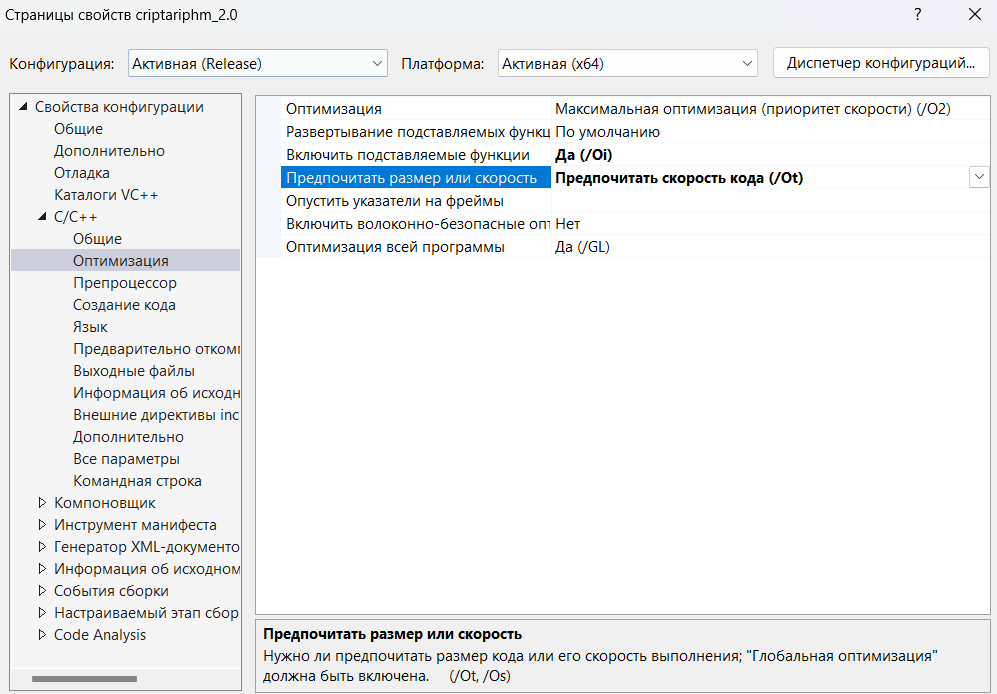 Страницы свойств criptariphm_2.0
?
Конфигурация: Активная (Release) Платформа: Активная (x64) Диспетчер конфигураций...
Свойства конфигурации
Общие
Дополнительно
Отладка
Каталоги VC++
C/C++
Общие
Оптимизация
Препроцессор
Создание кода
Язык
Предварительно отком
Выходные файлы
Информация об исходн
Внешние директивы inc
Дополнительно
Все параметры
Командная строка
Компоновщик
Инструмент манифеста
Генератор XML-документо
Информация об исходном
События сборки
Настраиваемый этап сбор
Code Analysis
Оптимизация Максимальная оптимизация (приоритет скорости) (/O2)
Развертывание подставляемых функц По умолчанию
Включить подставляемые функции Да (/Oi)
Предпочитать размер или скорость Предпочитать скорость кода (/Ot)
Опустить указатели на фреймы
Включить волоконно-безопасные опт Нет
Оптимизация всей программы Да (/GL)
Предпочитать размер или скорость
Нужно ли предпочитать размер кода или его скорость выполнения; "Глобальная оптимизация"
должна быть включена. (/Ot, /Os)